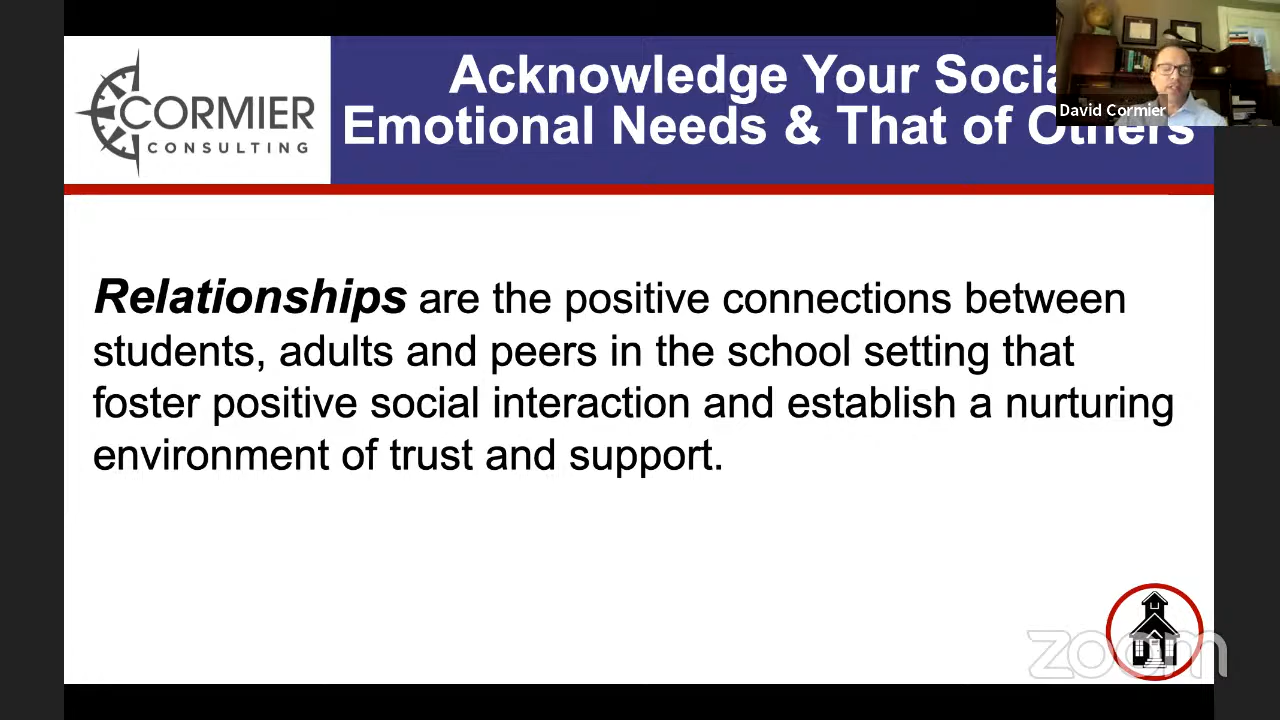 Acknowledge Your Socia
Emotional Needs & That of Others
CORMIER
CONSULTING
David Cormier
Relationships are the positive connections between
students, adults and peers in the school setting that
foster positive social interaction and establish a nurturing
environment of trust and support.
zoom